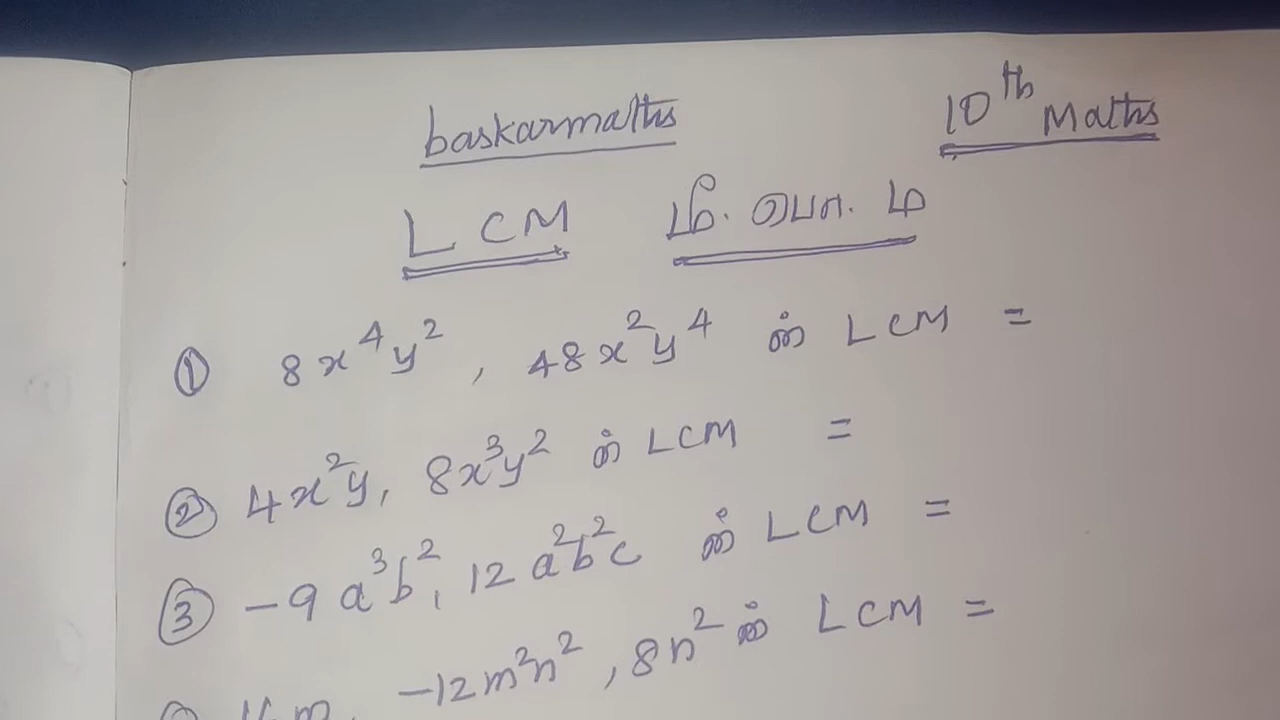 baskarmaths
10th Maths
LCM மீ. பொ. ம
① 8x⁴y², 48x²y⁴ ன் LCM =
② 4x²y, 8x³y² ன் LCM =
③ -9a³b², 12a²b²c ன் LCM =
-12m²n², 8n² ன் LCM =